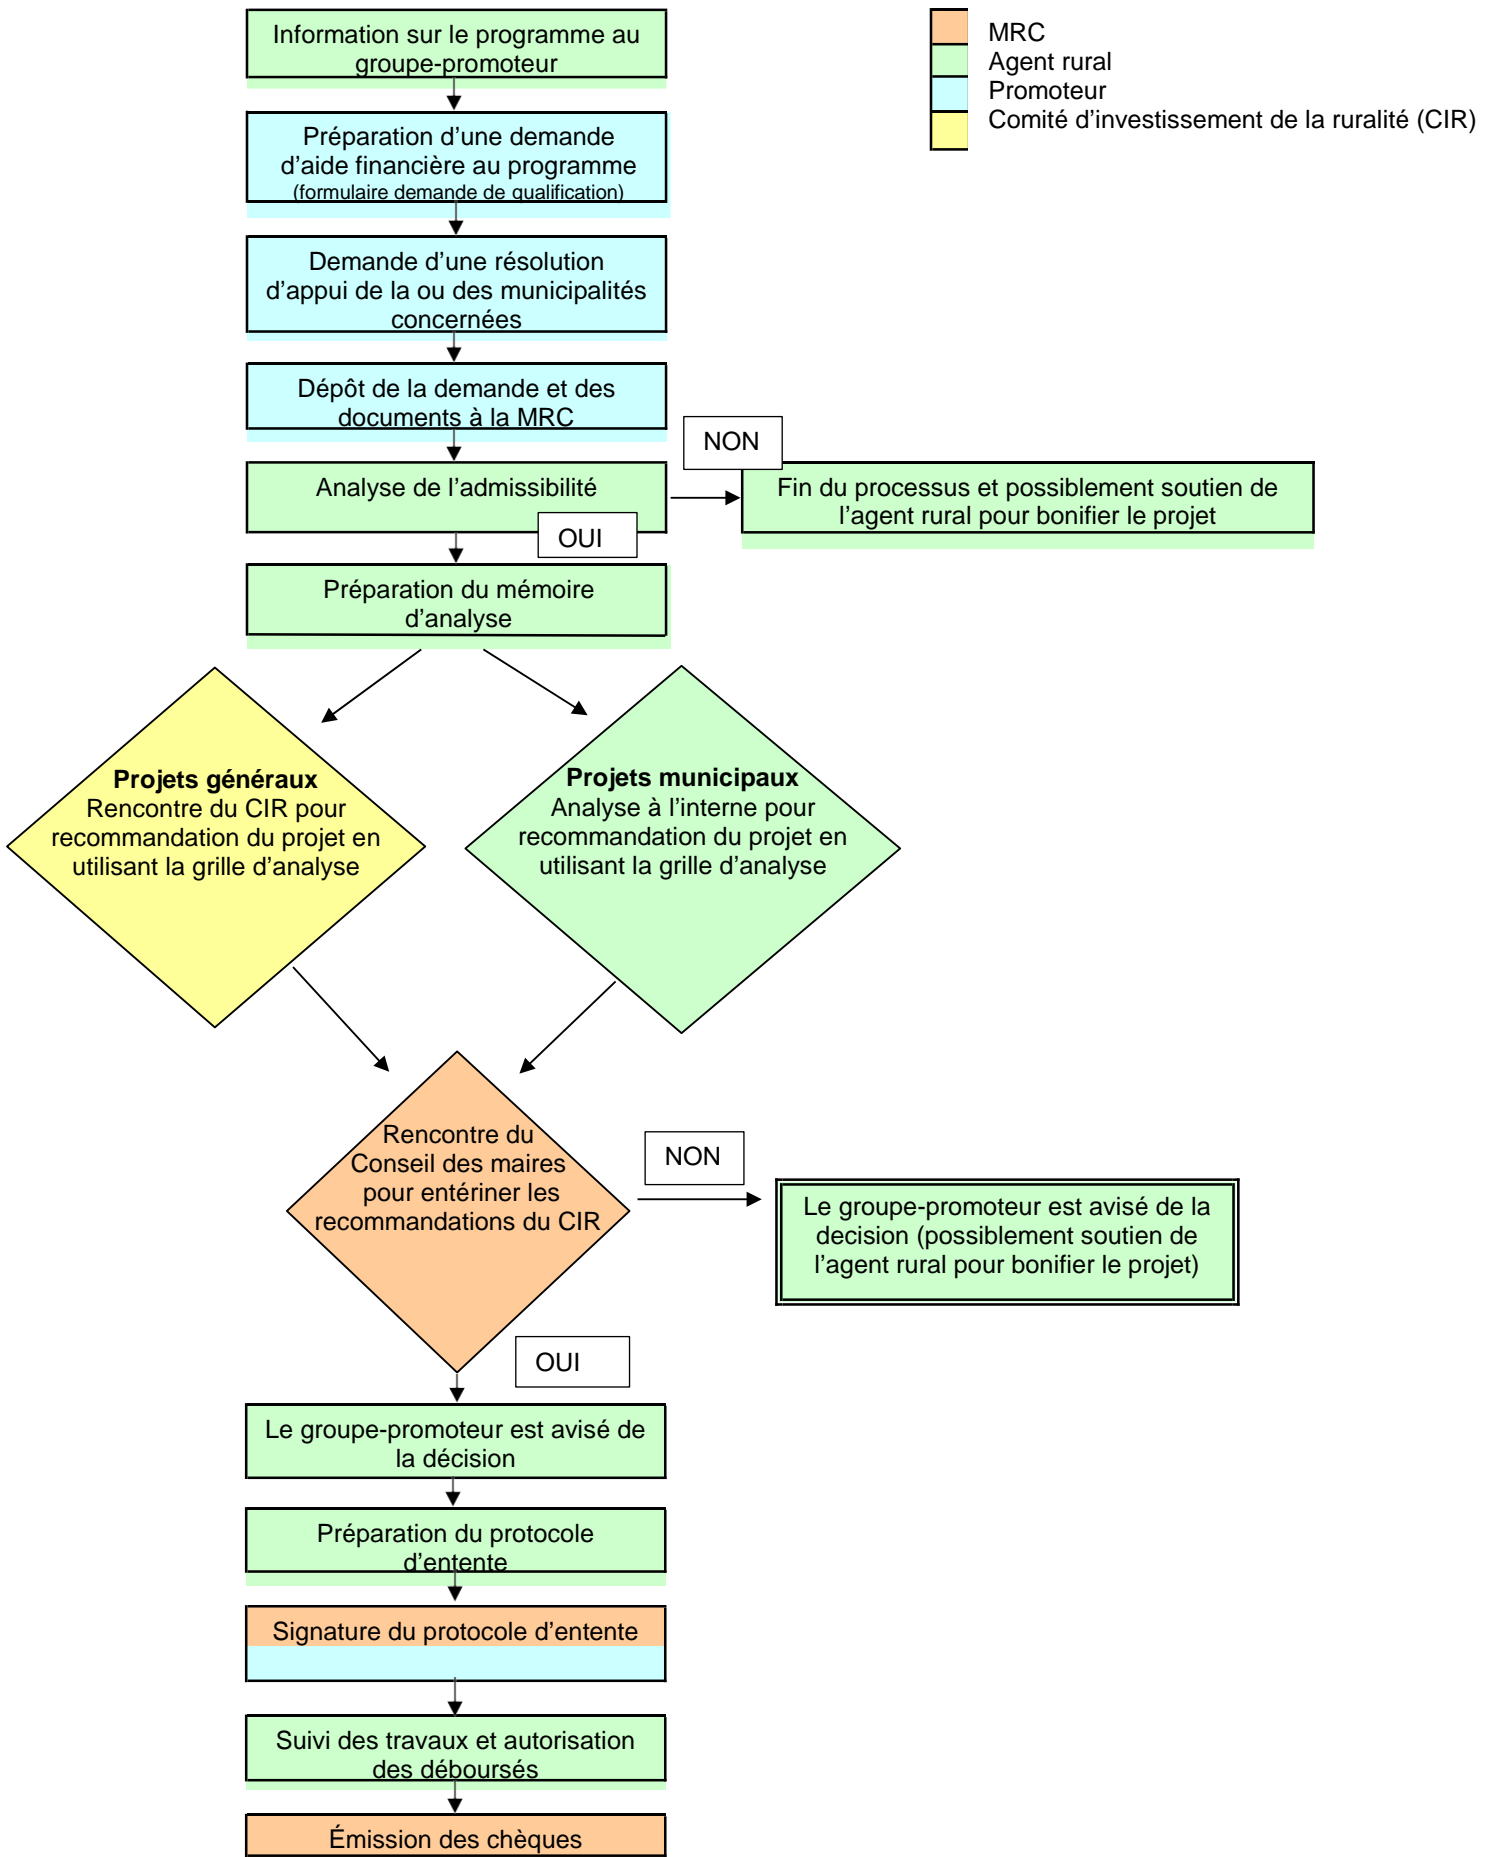 Information sur le programme au
groupe-promoteur
MRC
Agent rural
Promoteur
Comité d’investissement de la ruralité (CIR)
Préparation d’une demande
d’aide financière au programme
(formulaire demande de qualification)
Demande d’une résolution
d’appui de la ou des municipalités
concernées
Dépôt de la demande et des
documents à la MRC
NON
Analyse de l’admissibilité
Fin du processus et possiblement soutien de
l’agent rural pour bonifier le projet
OUI
Préparation du mémoire
d’analyse
Projets généraux
Rencontre du CIR pour
recommandation du projet en
utilisant la grille d’analyse
Projets municipaux
Analyse à l’interne pour
recommandation du projet en
utilisant la grille d’analyse
Rencontre du
Conseil des maires
pour entériner les
recommandations du CIR
NON
Le groupe-promoteur est avisé de la
decision (possiblement soutien de
l’agent rural pour bonifier le projet)
OUI
Le groupe-promoteur est avisé de
la décision
Préparation du protocole
d’entente
Signature du protocole d’entente
Suivi des travaux et autorisation
des déboursés
Émission des chèques